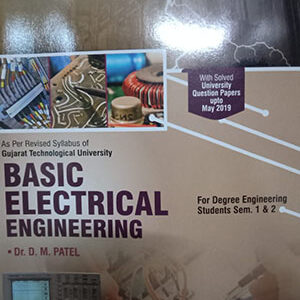 With Solved
University
Question Papers
upto
May 2019
As Per Revised Syllabus of
Gujarat Technological University
BASIC
ELECTRICAL
ENGINEERING
For Degree Engineering
Students Sem. 1 & 2
• Dr. D. M. PATEL